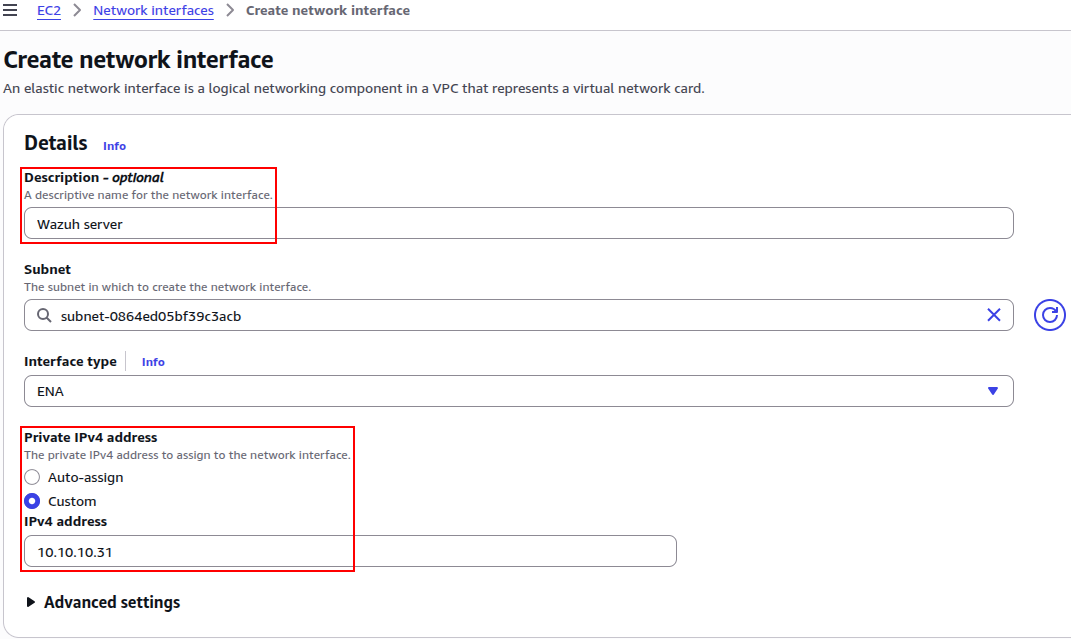 EC2 > Network interfaces > Create network interface
Create network interface
An elastic network interface is a logical networking component in a VPC that represents a virtual network card.
Details Info
Description – optional
A descriptive name for the network interface.
Wazuh server
Subnet
The subnet in which to create the network interface.
subnet-0864ed05bf39c3acb
Interface type Info
ENA
Private IPv4 address
The private IPv4 address to assign to the network interface.
Auto-assign
Custom
IPv4 address
10.10.10.31
Advanced settings